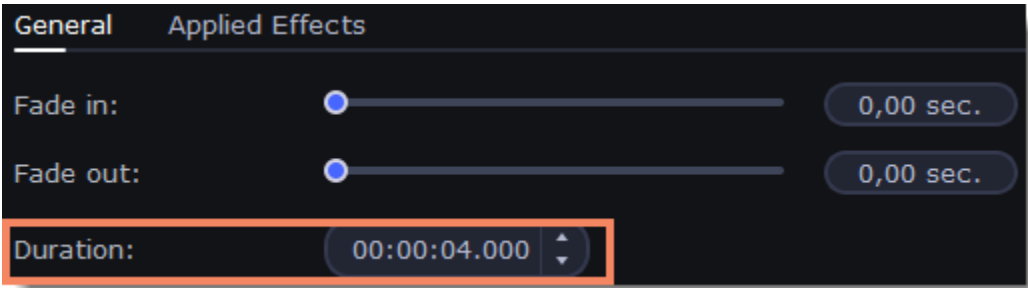 General Applied Effects
Fade in: 0,00 sec.
Fade out: 0,00 sec.
Duration: 00:00:04.000